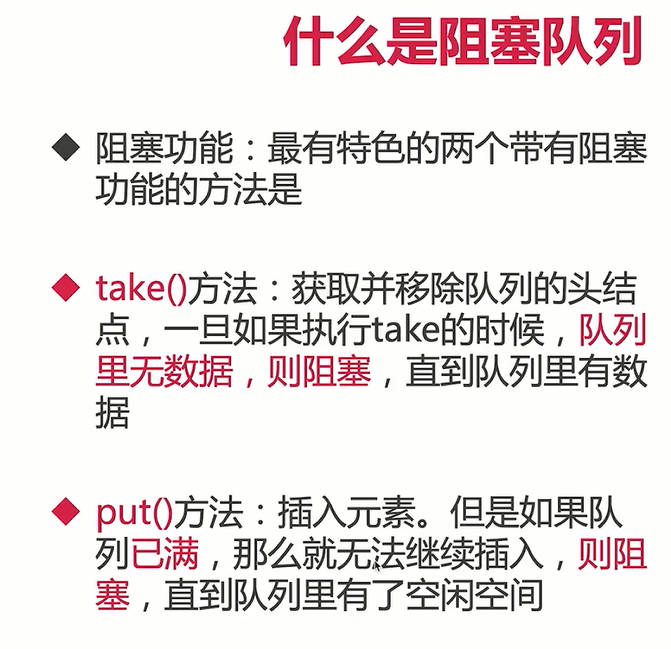 什么是阻塞队列
阻塞功能：最有特色的两个带有阻塞
功能的方法是
take()方法：获取并移除队列的头结
点，一旦如果执行take的时候，队列
里无数据，则阻塞，直到队列里有数
据
put()方法：插入元素。但是如果队
列已满，那么就无法继续插入，则阻
塞，直到队列里有了空闲空间